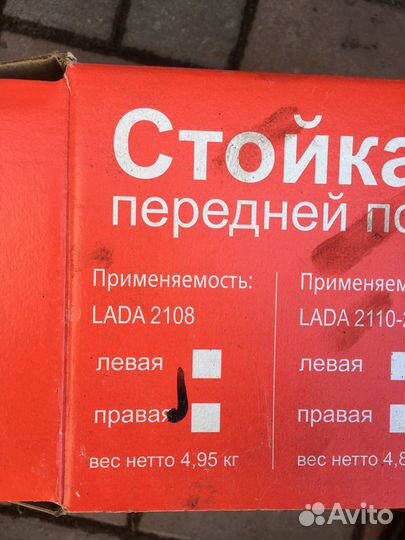 Стойка
передней по
Применяемость:
LADA 2108
левая
правая
вес нетто 4,95 кг
Применяем
LADA 2110-2
левая
правая
вес нетто 4,8
Avito